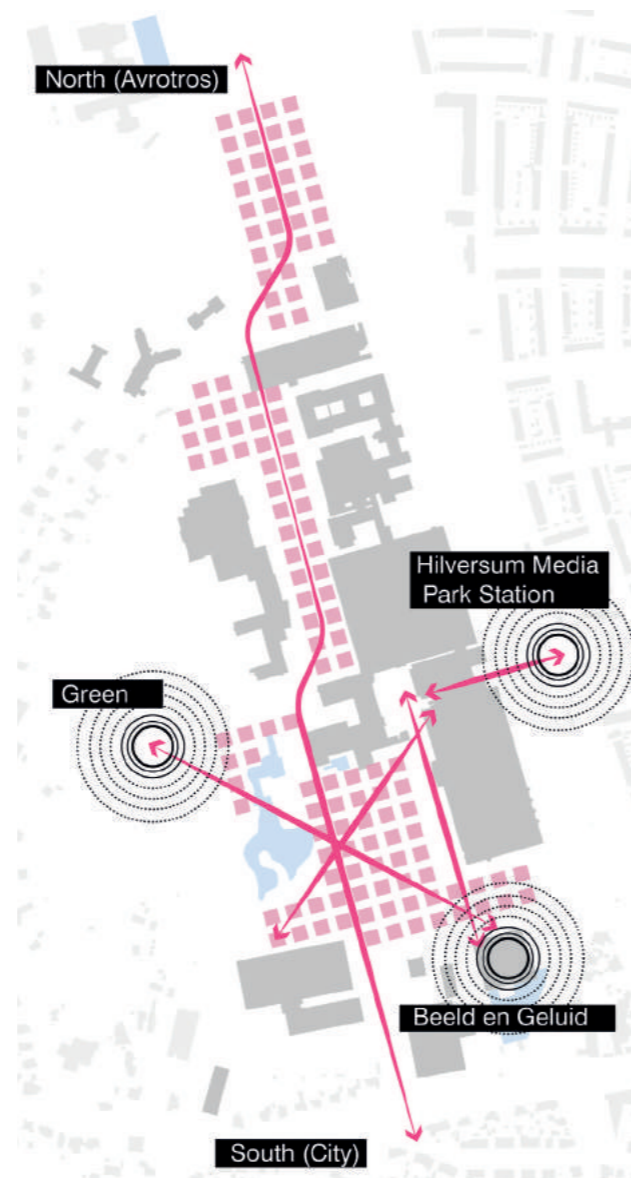 North (Avrotros)
Hilversum Media
Park Station
Green
Beeld en Geluid
South (City)